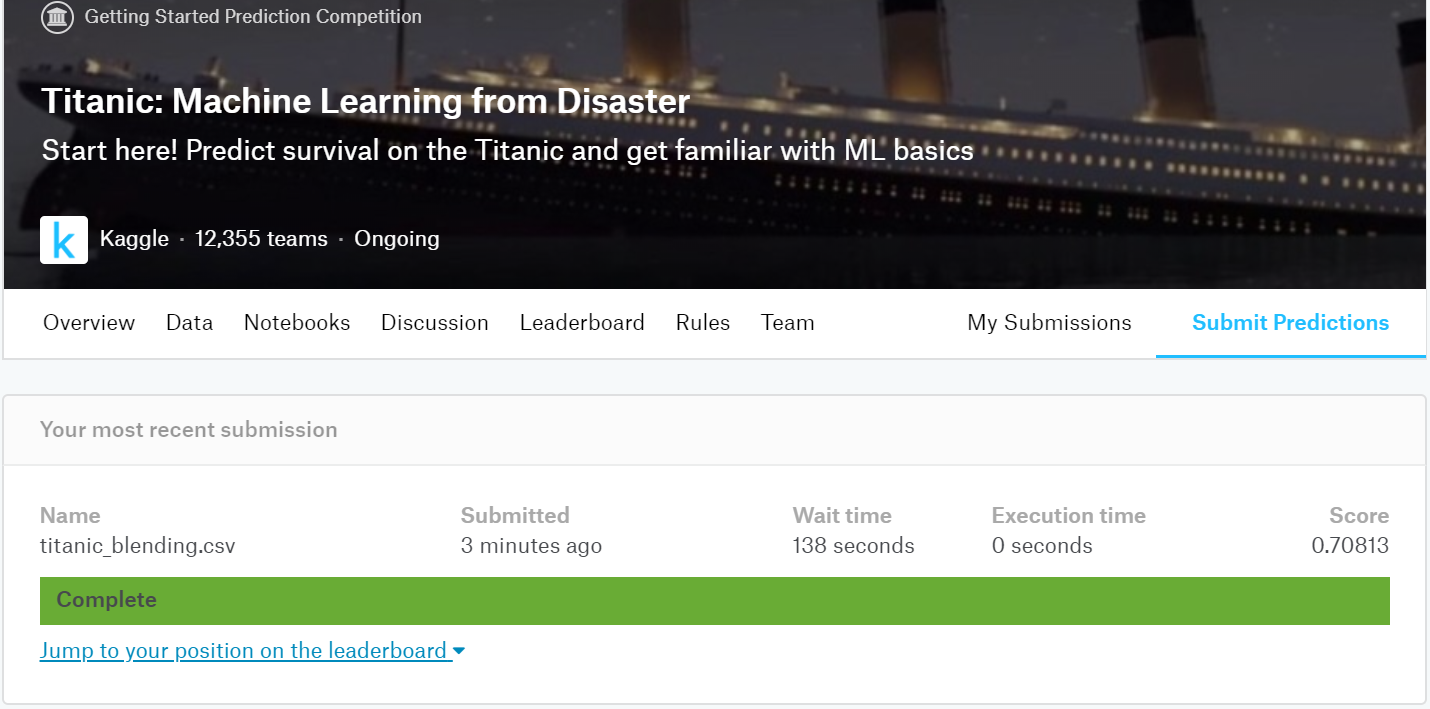 Getting Started Prediction Competition
Titanic: Machine Learning from Disaster
Start here! Predict survival on the Titanic and get familiar with ML basics
k
Kaggle · 12,355 teams · Ongoing
Overview Data Notebooks Discussion Leaderboard Rules Team My Submissions Submit Predictions
Your most recent submission
Name Submitted Wait time Execution time Score
titanic_blending.csv 3 minutes ago 138 seconds 0 seconds 0.70813
Complete
Jump to your position on the leaderboard